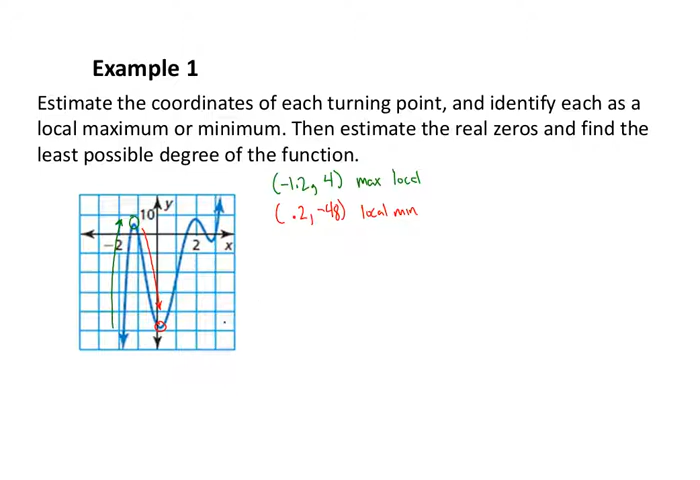 Example 1
Estimate the coordinates of each turning point, and identify each as a
local maximum or minimum. Then estimate the real zeros and find the
least possible degree of the function.
(-1.2, 4) max local
(.2, -48) local min
y
10
-2
2
x